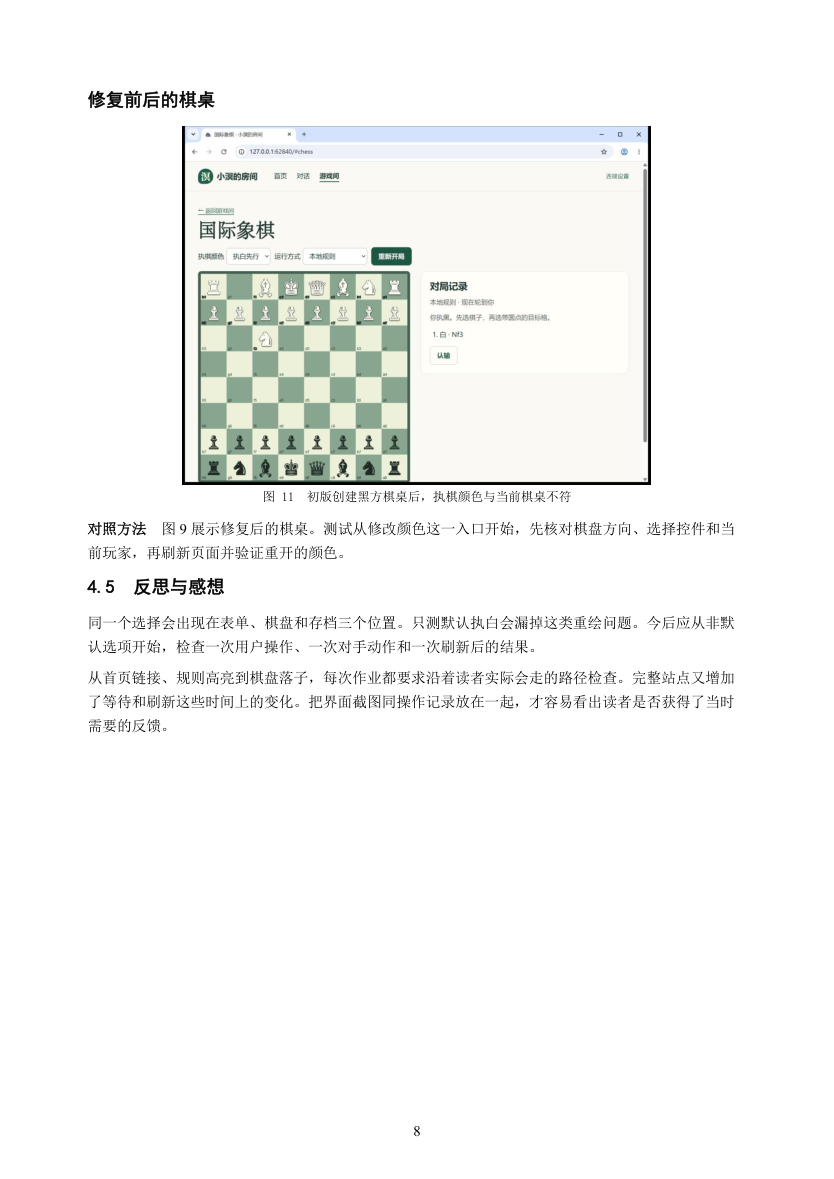 修复前后的棋桌
国际象棋 · 小溟的房间
127.0.0.1:62840/#chess
溟 小溟的房间 首页 对话 游戏间 连接设置
← 返回游戏间
国际象棋
执棋颜色 执白先行 运行方式 本地规则 重新开局
对局记录
本地规则 · 现在轮到你
你执黑。先选棋子，再选带圆点的目标格。
1. 白 · Nf3
认输
图 11 初版创建黑方棋桌后，执棋颜色与当前棋桌不符
对照方法 图 9 展示修复后的棋桌。测试从修改颜色这一入口开始，先核对棋盘方向、选择控件和当
前玩家，再刷新页面并验证重开的颜色。
4.5 反思与感想
同一个选择会出现在表单、棋盘和存档三个位置。只测默认执白会漏掉这类重绘问题。今后应从非默
认选项开始，检查一次用户操作、一次对手动作和一次刷新后的结果。
从首页链接、规则高亮到棋盘落子，每次作业都要求沿着读者实际会走的路径检查。完整站点又增加
了等待和刷新这些时间上的变化。把界面截图同操作记录放在一起，才容易看出读者是否获得了当时
需要的反馈。
8